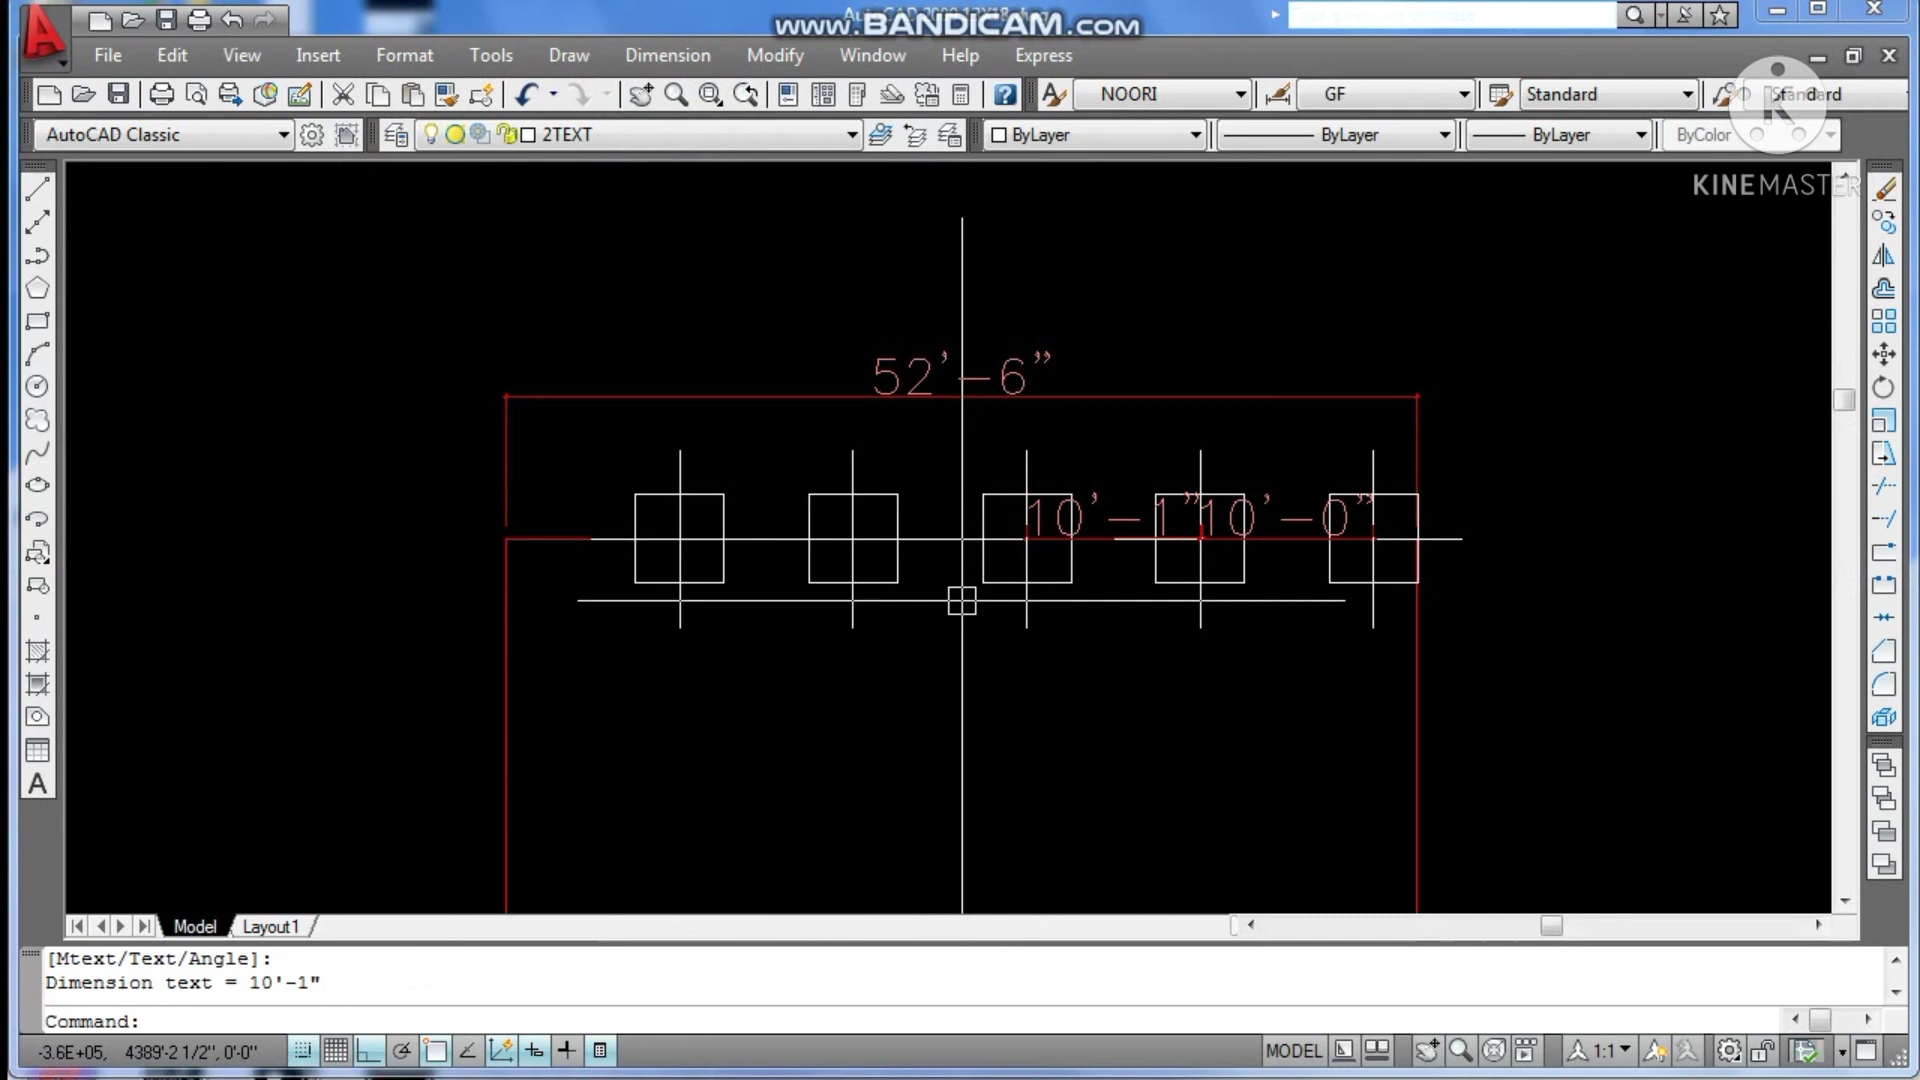 www.BANDICAM.com
File Edit View Insert Format Tools Draw Dimension Modify Window Help Express
NOORI GF Standard Standard
AutoCAD Classic 2TEXT ByLayer ByLayer ByLayer ByColor
KINEMASTER
52'-6"
10'-1" 10'-0"
Model Layout1
[Mtext/Text/Angle]:
Dimension text = 10'-1"
Command:
-3.6E+05, 4389'-2 1/2", 0'-0" MODEL 1:1